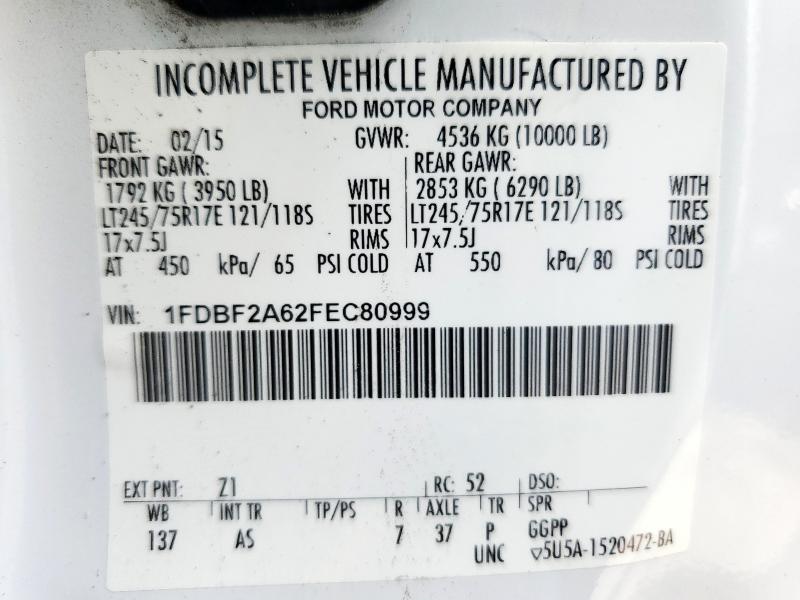 INCOMPLETE VEHICLE MANUFACTURED BY
FORD MOTOR COMPANY
DATE: 02/15 GVWR: 4536 KG (10000 LB)
FRONT GAWR: REAR GAWR:
1792 KG ( 3950 LB) WITH 2853 KG ( 6290 LB) WITH
LT245/75R17E 121/118S TIRES LT245/75R17E 121/118S TIRES
17x7.5J RIMS 17x7.5J RIMS
AT 450 kPa/ 65 PSI COLD AT 550 kPa/ 80 PSI COLD
VIN: 1FDBF2A62FEC80999
EXT PNT: Z1 RC: 52 DSO:
WB INT TR TP/PS R AXLE TR SPR
137 AS 7 37 P GGPP
UNC ▽5U5A-1520472-BA